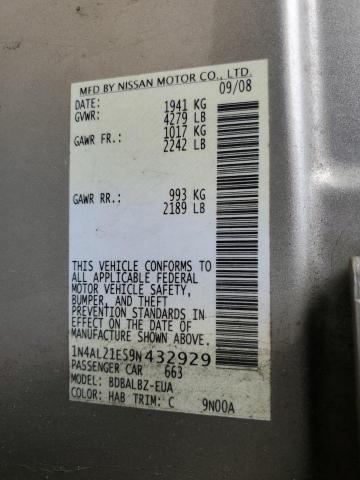 MFD BY NISSAN MOTOR CO., LTD.
DATE: 09/08
GVWR: 1941 KG
4279 LB
GAWR FR.: 1017 KG
2242 LB
GAWR RR.: 993 KG
2189 LB
THIS VEHICLE CONFORMS TO
ALL APPLICABLE FEDERAL
MOTOR VEHICLE SAFETY,
BUMPER, AND THEFT
PREVENTION STANDARDS IN
EFFECT ON THE DATE OF
MANUFACTURE SHOWN ABOVE.
1N4AL21E59N432929
PASSENGER CAR 663
MODEL: BDBALBZ-EUA
COLOR: HAB TRIM: C 9N00A